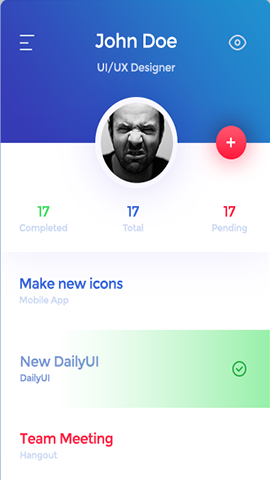 John Doe
UI/UX Designer
+
17 17 17
Completed Total Pending
Make new icons
Mobile App
New DailyUI
DailyUI
Team Meeting
Hangout